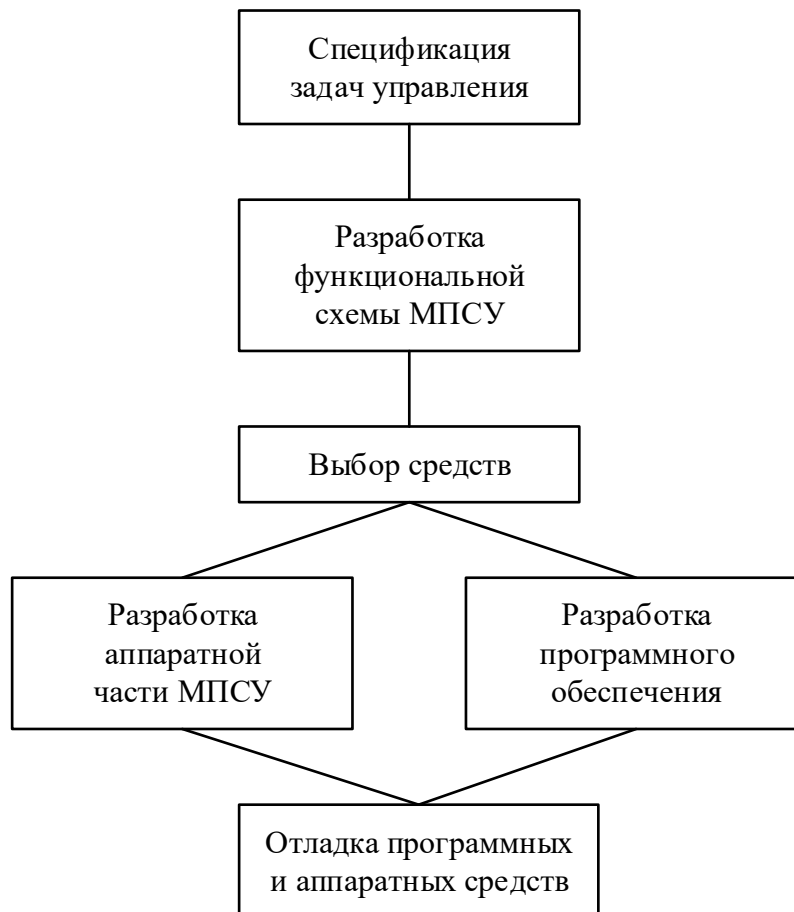 Спецификация
задач управления
Разработка
функциональной
схемы МПСУ
Выбор средств
Разработка
аппаратной
части МПСУ
Разработка
программного
обеспечения
Отладка программных
и аппаратных средств